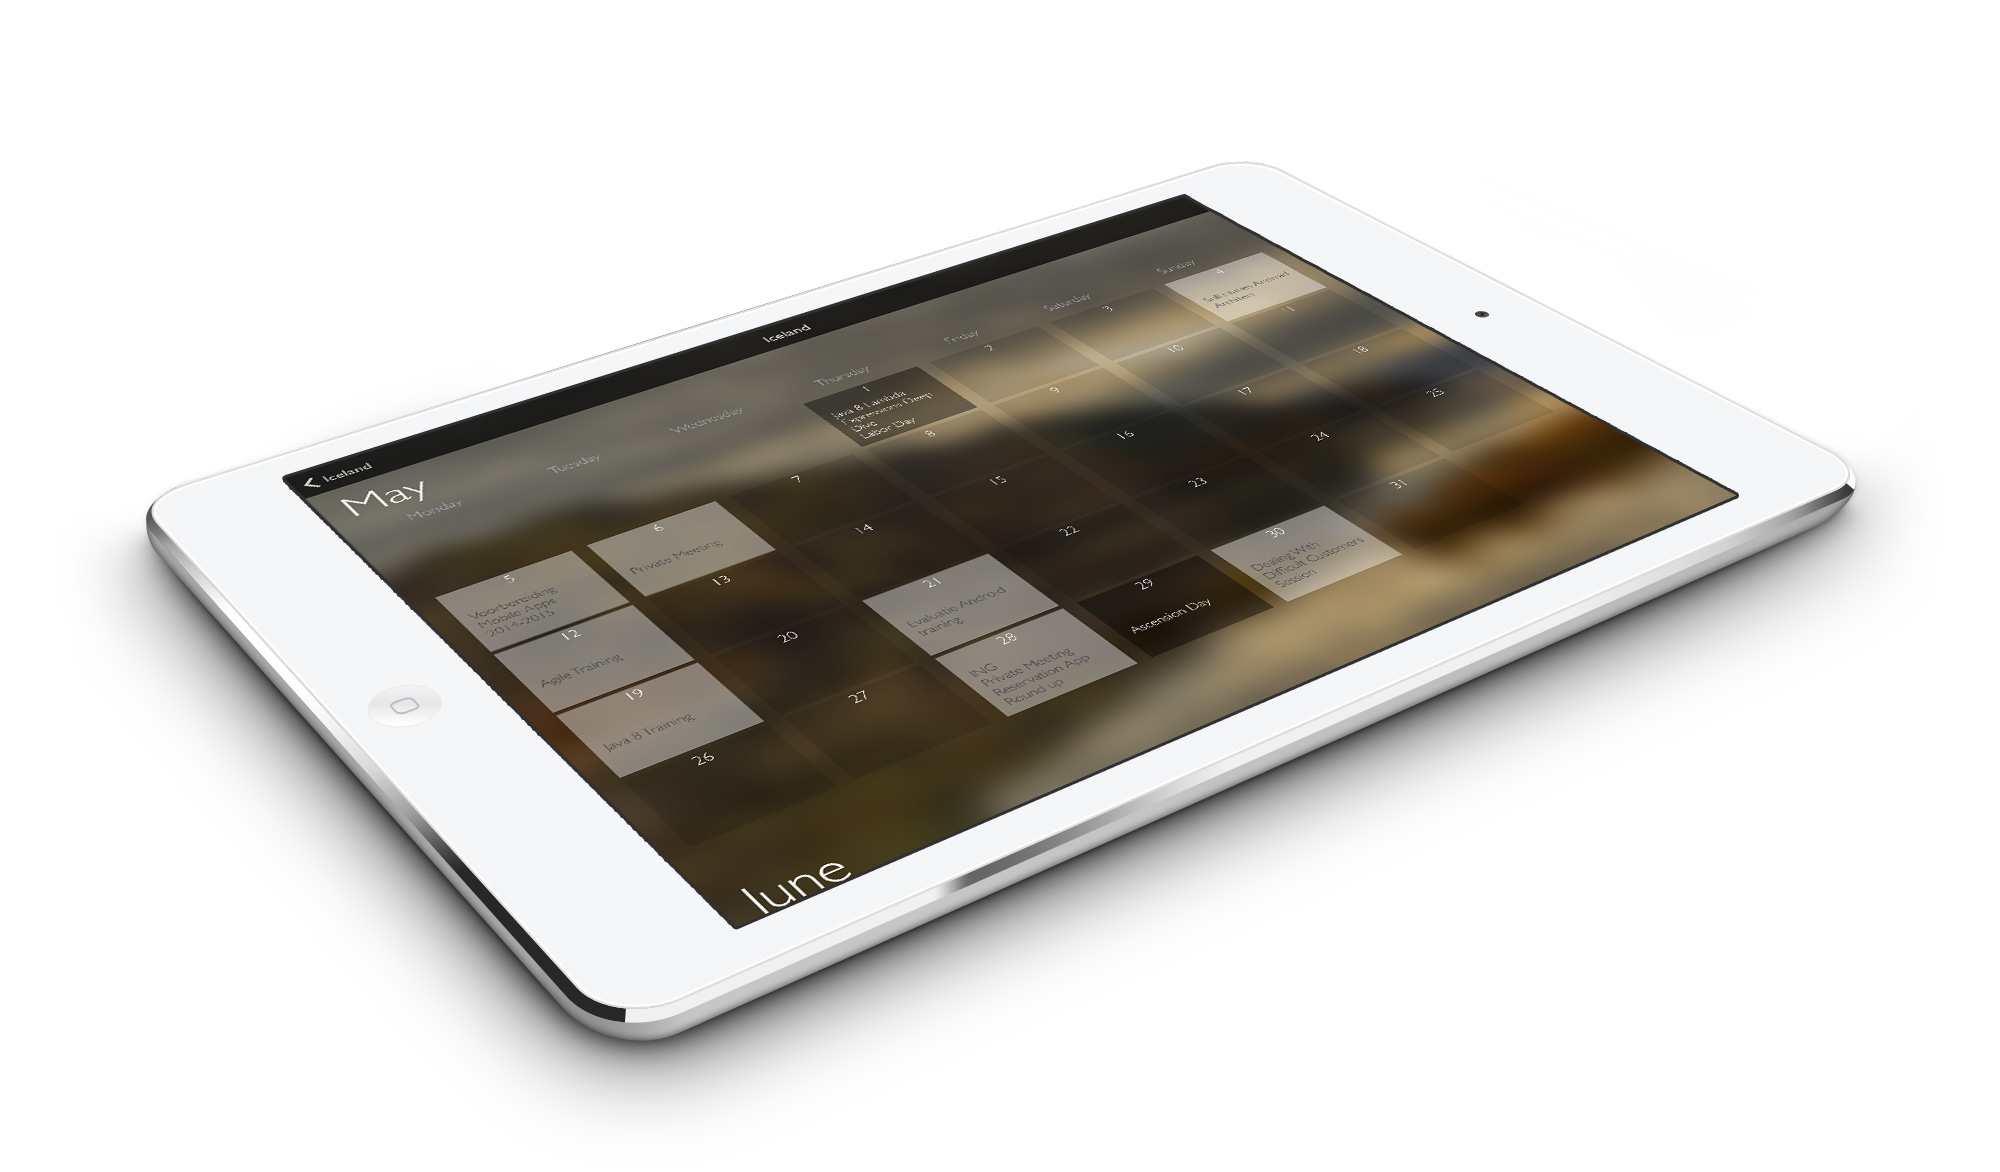 Iceland
Iceland
May
Monday
Tuesday
Wednesday
Thursday
Friday
Saturday
Sunday
1
Java 8 Lambda
Expressions Deep
Dive
Labor Day
2
3
4
Android
Architect
5
Voorbereiding
Mobile Apps
2014-2015
6
Private Meeting
7
8
9
10
11
12
Agile Training
13
14
15
16
17
18
19
Java 8 Training
20
21
Evaluatie Android
training
22
23
24
25
26
27
28
ING
Private Meeting
Reservation App
Round up
29
Ascension Day
30
Dealing With
Difficult Customers
Session
31
June